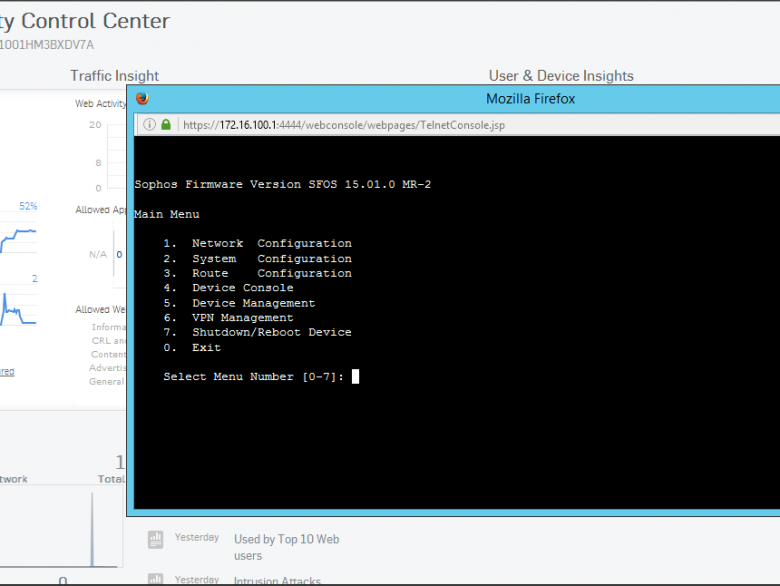 ty Control Center
1001HM3BXDV7A
Traffic Insight
User & Device Insights
Web Activity
20
8
0
52%
Allowed App
N/A
0
2
Allowed We
Informa
CRL and
Content
Advertis
General
1
twork
Total
0
Mozilla Firefox
https://172.16.100.1:4444/webconsole/webpages/TelnetConsole.jsp
Sophos Firmware Version SFOS 15.01.0 MR-2
Main Menu
1. Network Configuration
2. System Configuration
3. Route Configuration
4. Device Console
5. Device Management
6. VPN Management
7. Shutdown/Reboot Device
0. Exit
Select Menu Number [0-7]:
Yesterday
Used by Top 10 Web
users
Yesterday
Intrusion Attacks